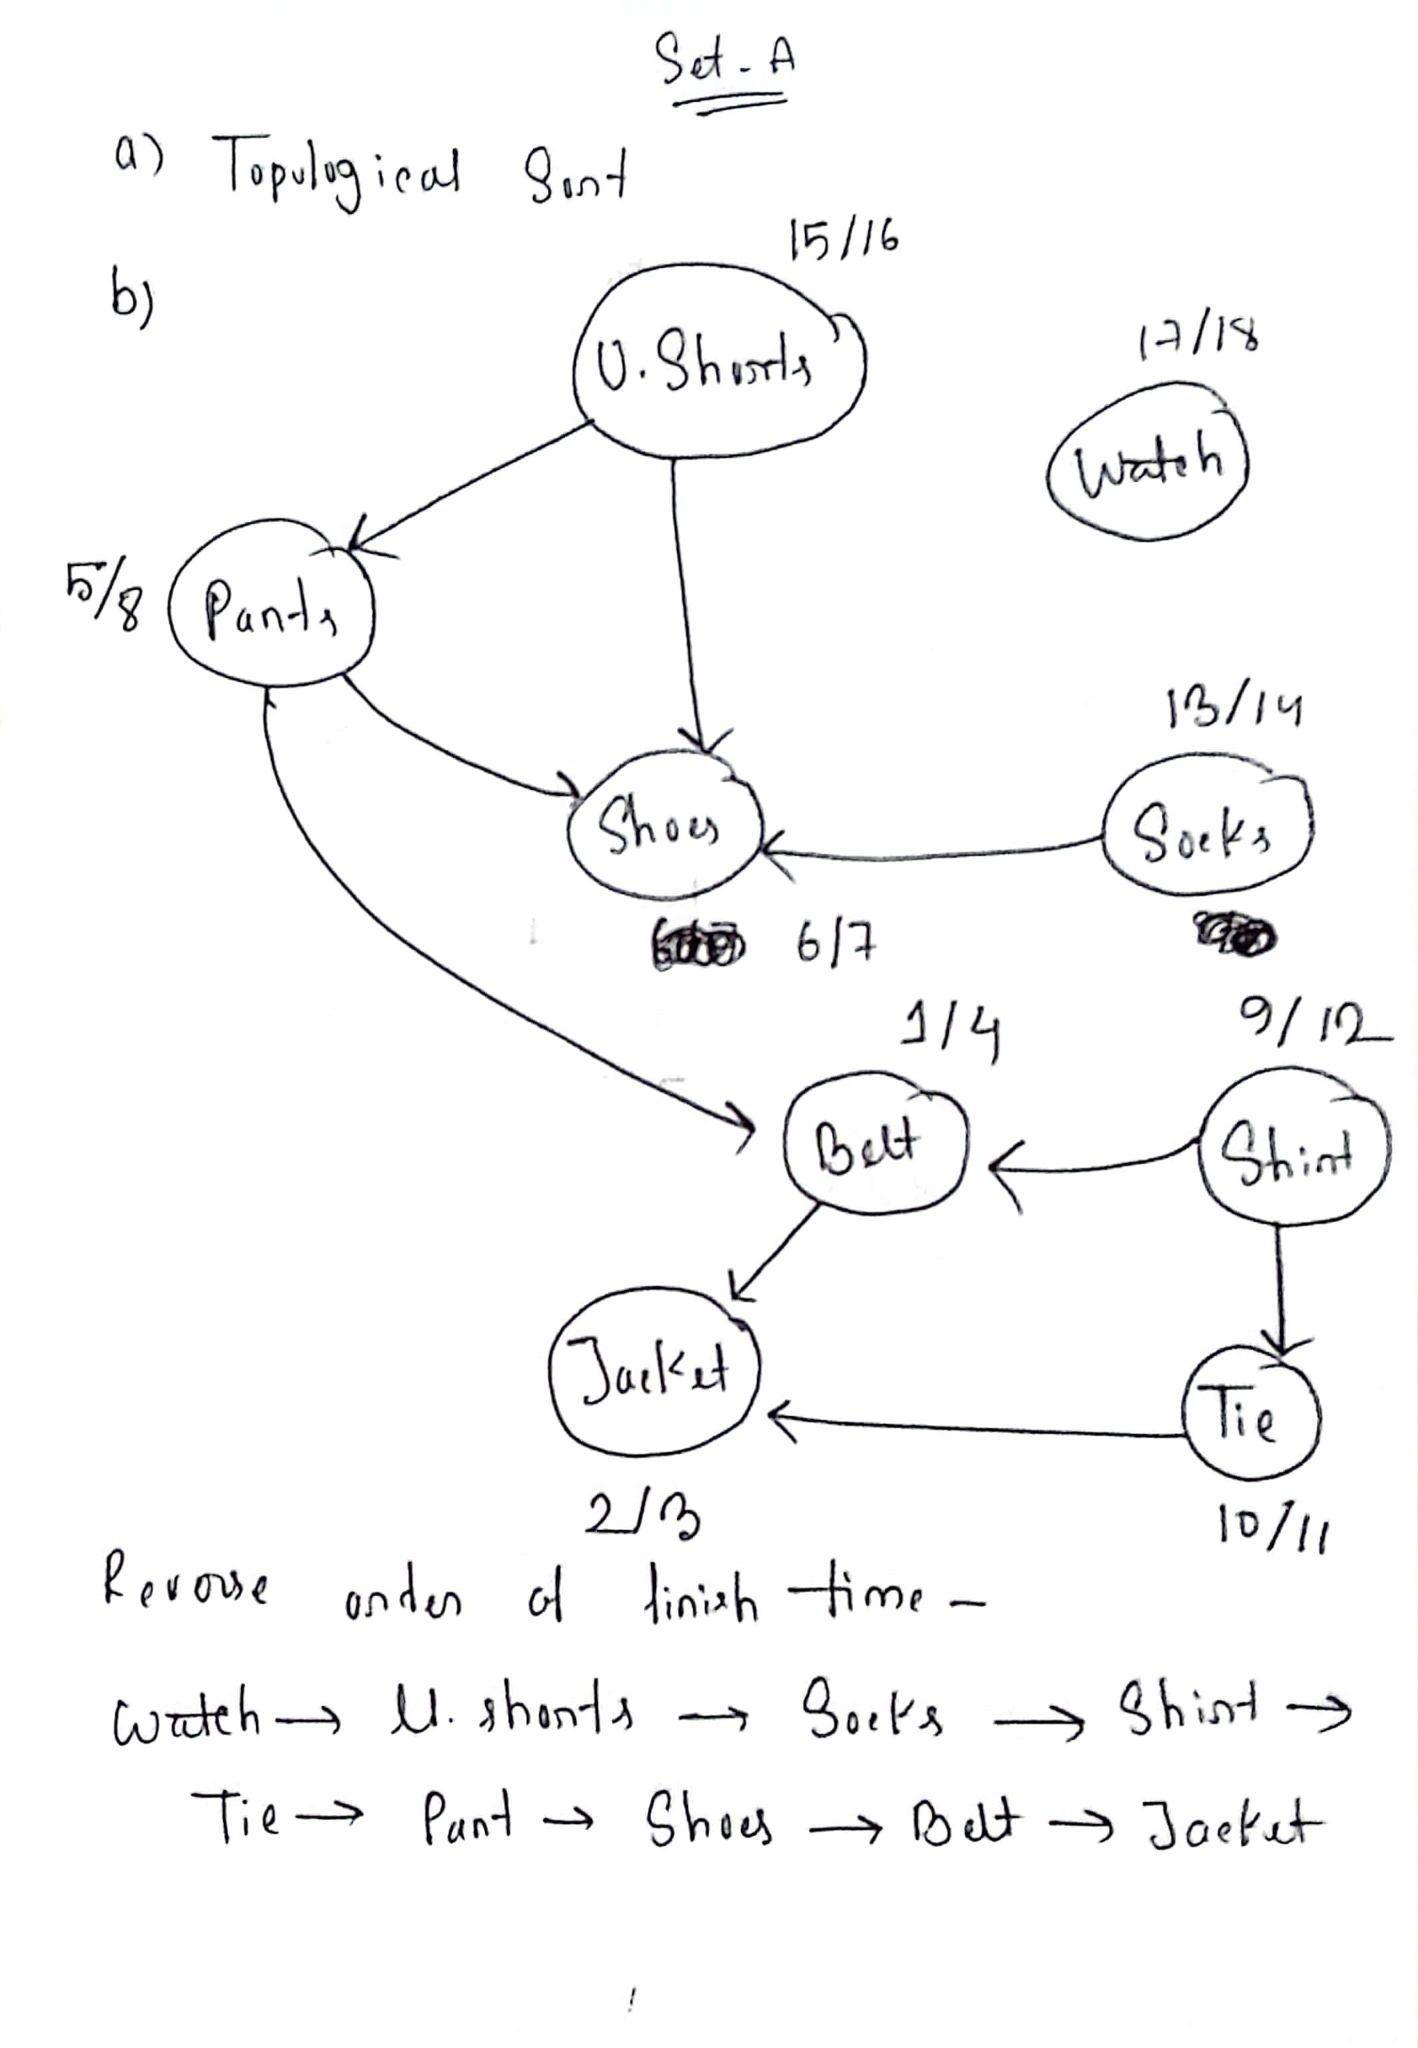 Set-A
a) Topological Sort
b)
15/16
U. Shorts
17/18
Watch
5/8
Pants
13/14
Shoes
Socks
6/7
1/4
9/12
Belt
Shirt
Jacket
Tie
2/3
10/11
Reverse order of finish time -
Watch → U. shorts → Socks → Shirt →
Tie → Pant → Shoes → Belt → Jacket